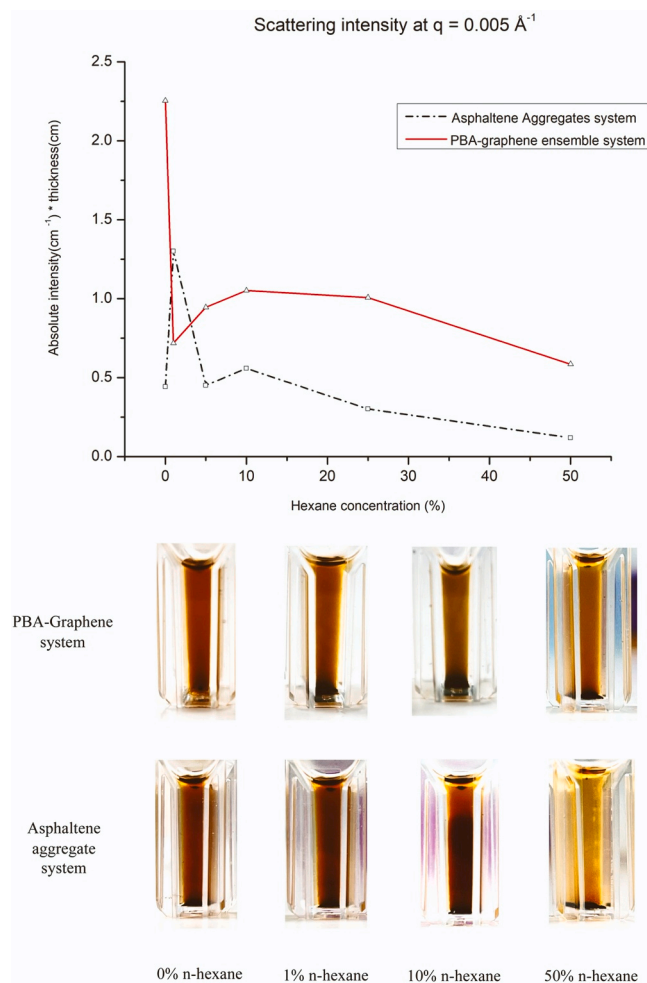 Scattering intensity at q = 0.005 Å⁻¹
2.5
2.0
1.5
1.0
0.5
0.0
Absolute intensity(cm⁻¹) * thickness(cm)
Asphaltene Aggregates system
PBA-graphene ensemble system
0 10 20 30 40 50
Hexane concentration (%)
PBA-Graphene
system
Asphaltene
aggregate
system
0% n-hexane 1% n-hexane 10% n-hexane 50% n-hexane